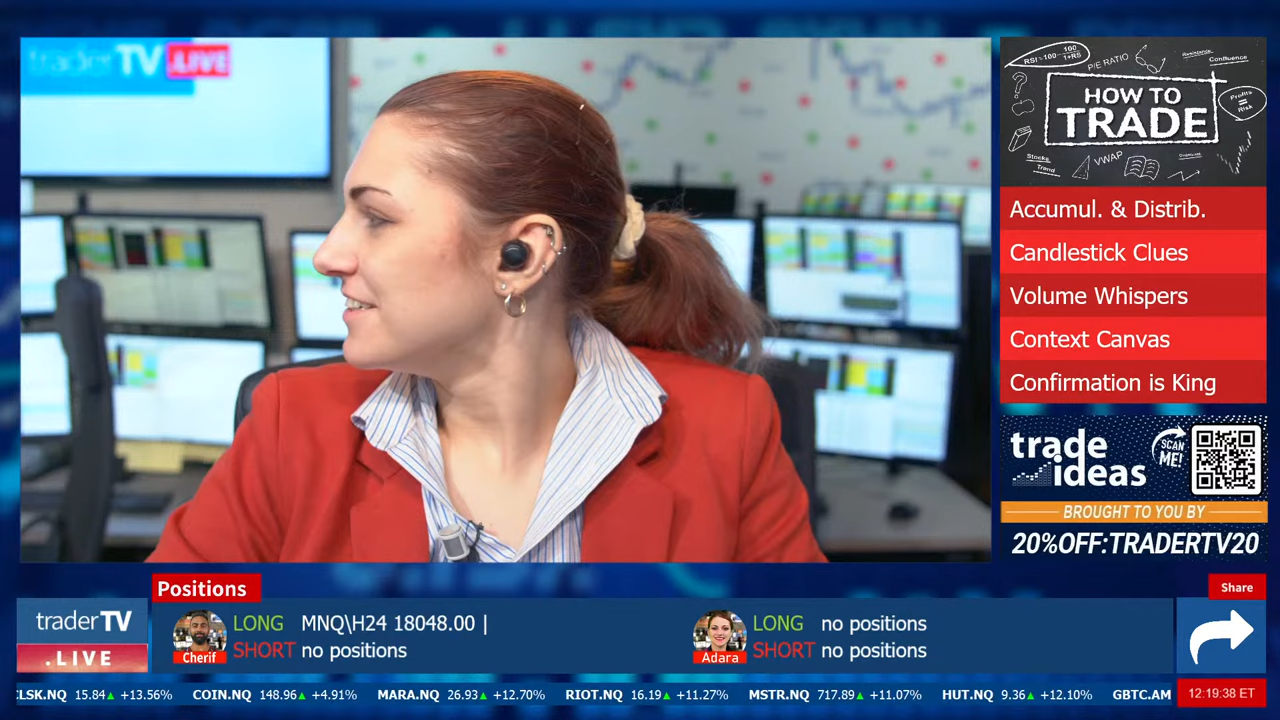 traderTV.LIVE
RSI=100- 100
1+RS
P/E RATIO
Resistance
Confluence
HOW TO
TRADE
Profits
=
Risk
Stocks
Trend
VWAP
Accumul. & Distrib.
Candlestick Clues
Volume Whispers
Context Canvas
Confirmation is King
trade
ideas
SCAN
ME!
BROUGHT TO YOU BY
20%OFF:TRADERTV20
Positions
Share
traderTV
.LIVE
Cherif
LONG MNQ\H24 18048.00 |
SHORT no positions
Adara
LONG no positions
SHORT no positions
CLSK.NQ 15.84▲ +13.56% COIN.NQ 148.96▲ +4.91% MARA.NQ 26.93▲ +12.70% RIOT.NQ 16.19▲ +11.27% MSTR.NQ 717.89▲ +11.07% HUT.NQ 9.36▲ +12.10% GBTC.AM
12:19:38 ET